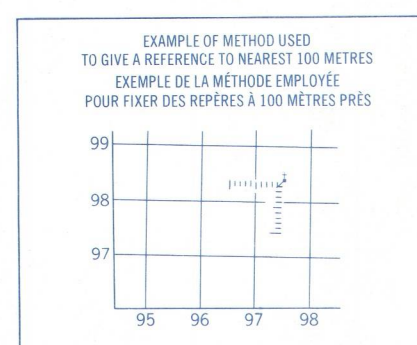 EXAMPLE OF METHOD USED
TO GIVE A REFERENCE TO NEAREST 100 METRES
EXEMPLE DE LA MÉTHODE EMPLOYÉE
POUR FIXER DES REPÈRES À 100 MÈTRES PRÈS
99
98
97
95 96 97 98